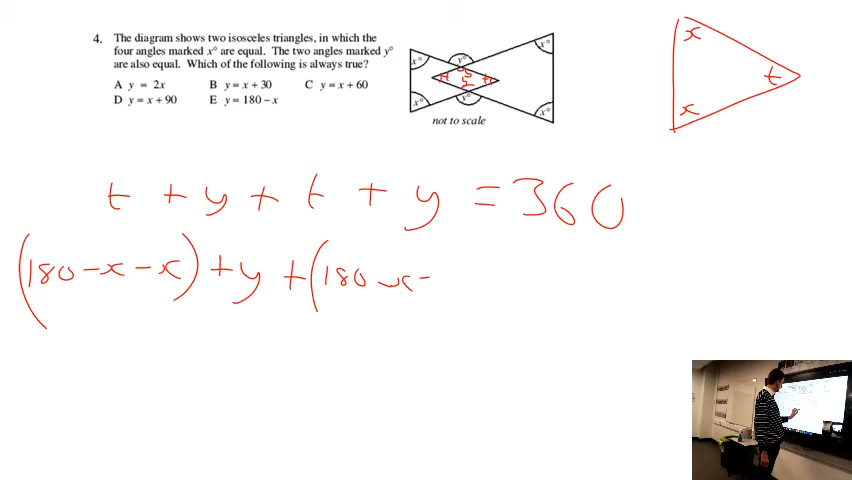 4. The diagram shows two isosceles triangles, in which the
four angles marked x° are equal. The two angles marked y°
are also equal. Which of the following is always true?
A y = 2x B y = x + 30 C y = x + 60
D y = x + 90 E y = 180 – x
x° y° x°
t y t
y
x° y° x°
not to scale
x
t
x
t + y + t + y = 360
(180 - x - x) + y + (180 - x -